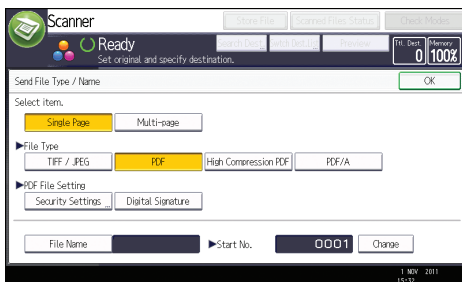 Scanner
Store File Scanned Files Status Check Modes
Ready
Search Dest. Preview
Set original and specify destination.
Ttl. Dest. 0
Memory 100%
Send File Type / Name OK
Select item.
Single Page Multi-page
►File Type
TIFF / JPEG PDF High Compression PDF PDF/A
►PDF File Setting
Security Settings Digital Signature
File Name ►Start No. 0001 Change
1 NOV 2011
15:32